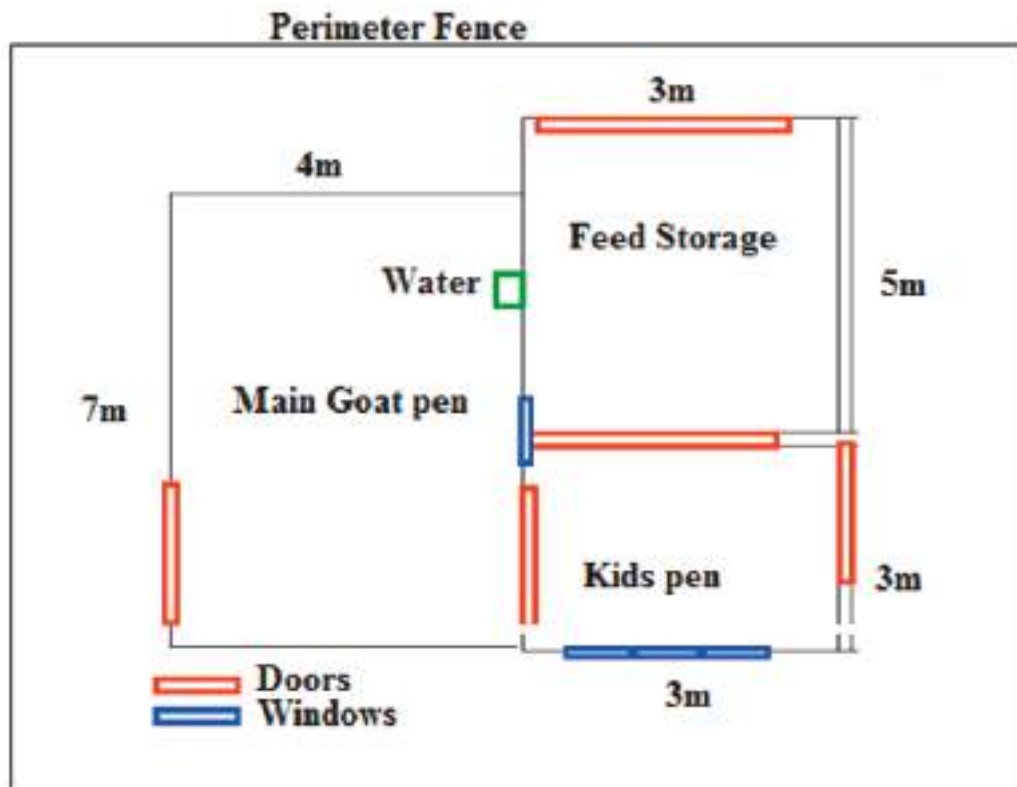 Perimeter Fence
3m
4m
Feed Storage
Water
5m
Main Goat pen
7m
Kids pen
3m
3m
Doors
Windows